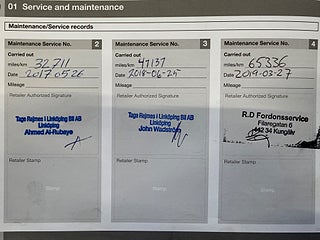 01 Service and maintenance
Maintenance/Service records
Maintenance Service No. 2
Carried out
miles/km 32711
Date 2017 05 26
Mileage
Retailer Authorized Signature
Tage Rejmes i Linköping Bil AB
Linköping
Ahmed Al-Rubaye
Retailer Stamp
Stamp
Maintenance Service No. 3
Carried out
miles/km 47137
Date 2018-06-25
Mileage
Retailer Authorized Signature
Tage Rejmes i Linköping Bil AB
Linköping
John Wadström
Retailer Stamp
Stamp
Maintenance Service No. 4
Carried out
miles/km 65336
Date 2019-03-27
Mileage
Retailer Authorized Signature
R.D Fordonsservice
Filaregatan 6
442 34 Kungälv
Retailer Stamp
Stamp